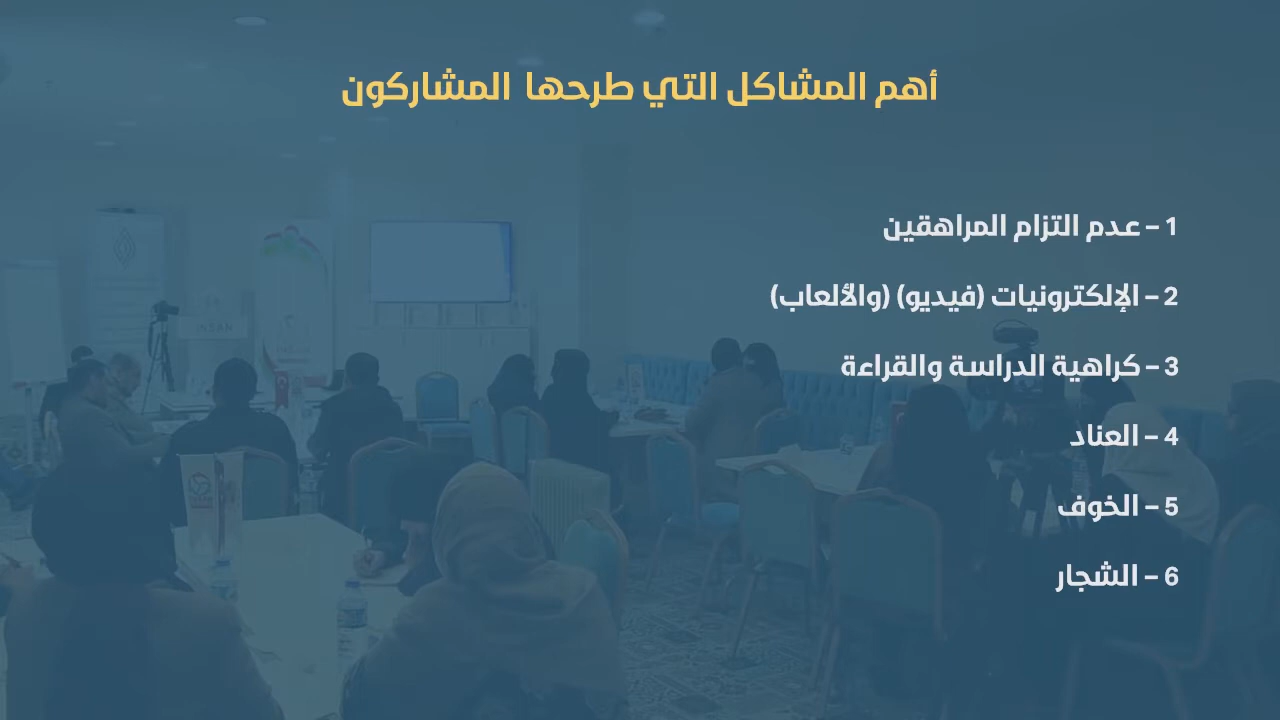 أهم المشاكل التي طرحها المشاركون
1 – عدم التزام المراهقين
2 – الإلكترونيات (فيديو) (والألعاب)
3 – كراهية الدراسة والقراءة
4 – العناد
5 – الخوف
6 – الشجار